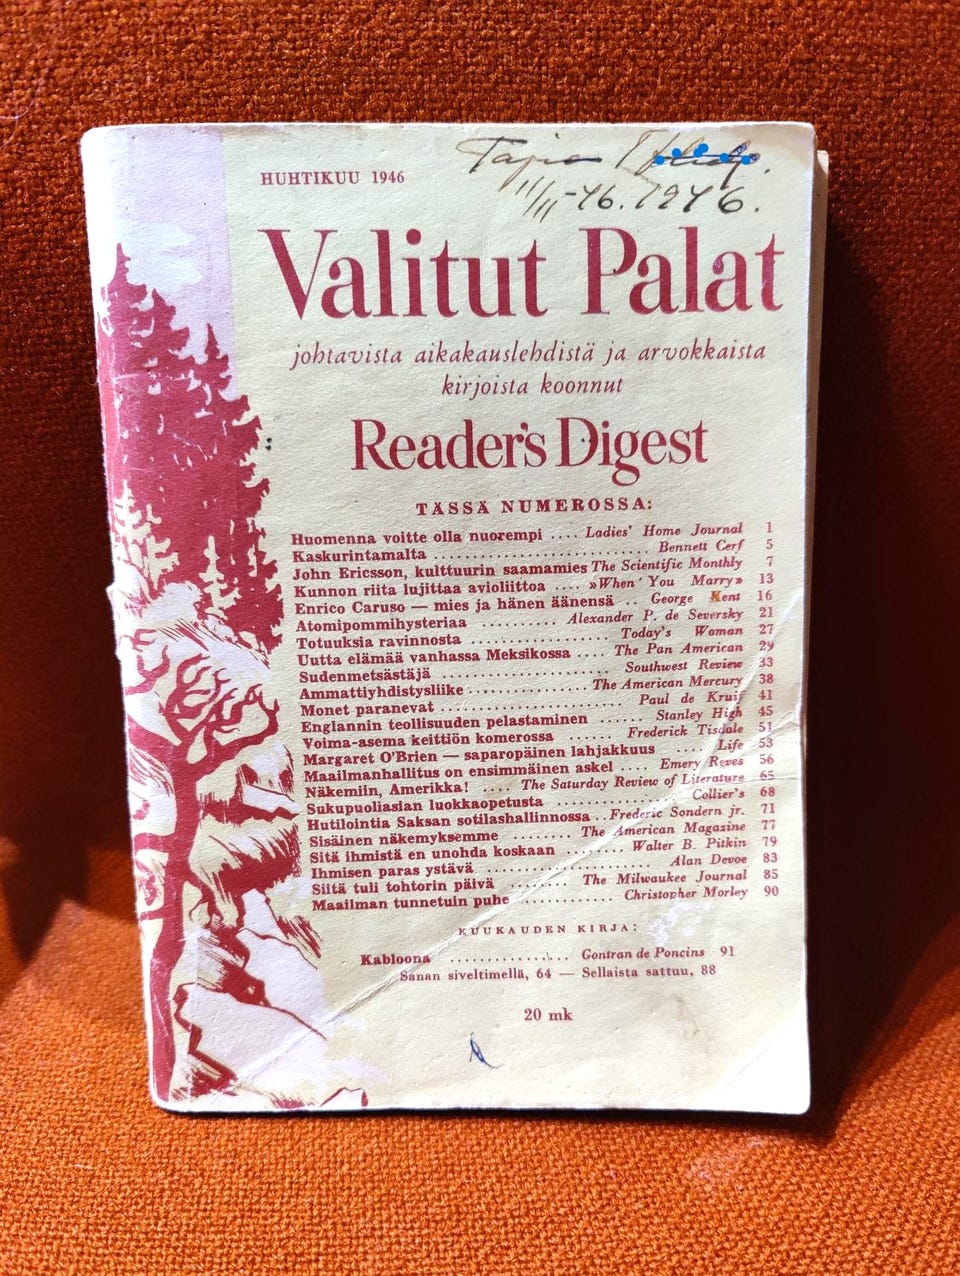 Tapio
11/11-46. 1946.
HUHTIKUU 1946
Valitut Palat
johtavista aikakauslehdistä ja arvokkaista
kirjoista koonnut
Reader's Digest
TÄSSÄ NUMEROSSA:
Huomenna voitte olla nuorempi .... Ladies' Home Journal 1
Kaskurintamalta .......................... Bennett Cerf 5
John Ericsson, kulttuurin saamamies The Scientific Monthly 7
Kunnon riita lujittaa avioliittoa .... »When You Marry» 13
Enrico Caruso — mies ja hänen äänensä .. George Kent 16
Atomipommihysteriaa ............ Alexander P. de Seversky 21
Totuuksia ravinnosta .................. Today's Woman 27
Uutta elämää vanhassa Meksikossa .... The Pan American 29
Sudenmetsästäjä ....................... Southwest Review 33
Ammattiyhdistysliike .............. The American Mercury 38
Monet paranevat ...................... Paul de Kruif 41
Englannin teollisuuden pelastaminen ...... Stanley High 45
Voima-asema keittiön komerossa ...... Frederick Tisdale 51
Margaret O'Brien — saparopäinen lahjakkuus .... Life 53
Maailmanhallitus on ensimmäinen askel .... Emery Reves 56
Näkemiin, Amerikka! .... The Saturday Review of Literature 65
Sukupuoliasian luokkaopetusta ................ Collier's 68
Hutilointia Saksan sotilashallinnossa .. Frederic Sondern jr. 71
Sisäinen näkemyksemme ......... The American Magazine 77
Sitä ihmistä en unohda koskaan ......... Walter B. Pitkin 79
Ihmisen paras ystävä ....................... Alan Devoe 83
Siitä tuli tohtorin päivä ........ The Milwaukee Journal 85
Maailman tunnetuin puhe ............ Christopher Morley 90
KUUKAUDEN KIRJA:
Kabloona ............... Gontran de Poncins 91
Sanan siveltimellä, 64 — Sellaista sattuu, 88
20 mk